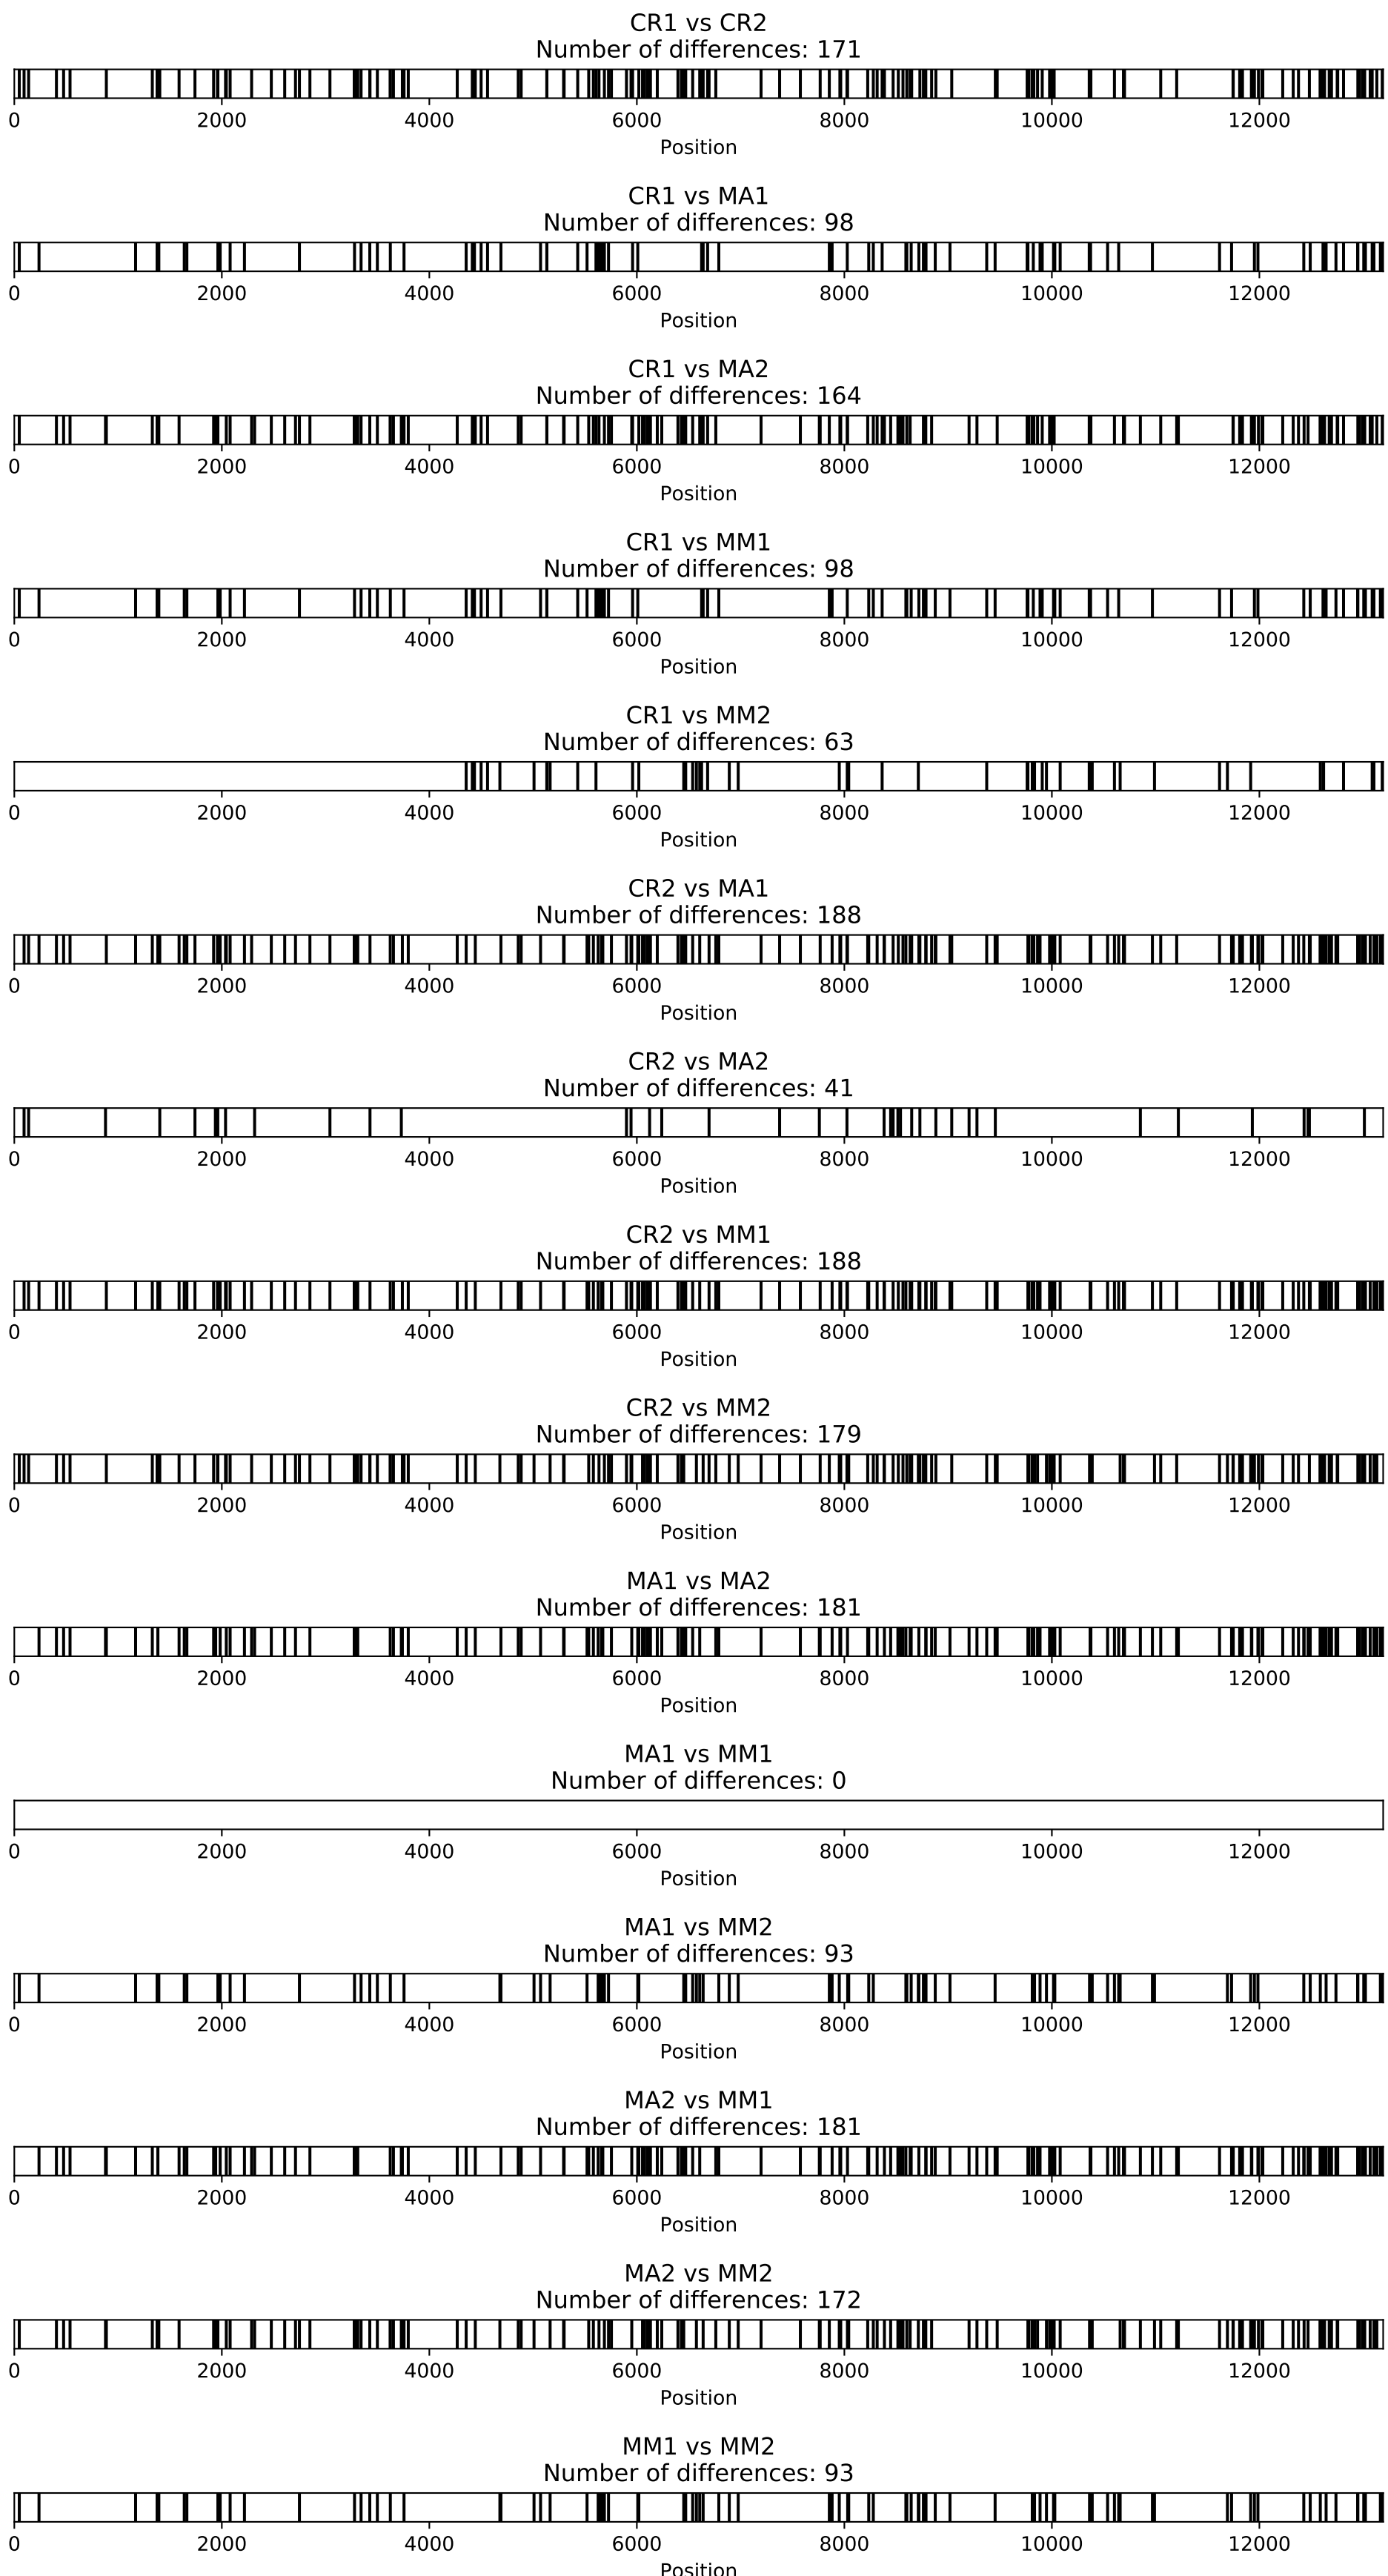 CR1 vs CR2
Number of differences: 171
0 2000 4000 6000 8000 10000 12000
Position
CR1 vs MA1
Number of differences: 98
0 2000 4000 6000 8000 10000 12000
Position
CR1 vs MA2
Number of differences: 164
0 2000 4000 6000 8000 10000 12000
Position
CR1 vs MM1
Number of differences: 98
0 2000 4000 6000 8000 10000 12000
Position
CR1 vs MM2
Number of differences: 63
0 2000 4000 6000 8000 10000 12000
Position
CR2 vs MA1
Number of differences: 188
0 2000 4000 6000 8000 10000 12000
Position
CR2 vs MA2
Number of differences: 41
0 2000 4000 6000 8000 10000 12000
Position
CR2 vs MM1
Number of differences: 188
0 2000 4000 6000 8000 10000 12000
Position
CR2 vs MM2
Number of differences: 179
0 2000 4000 6000 8000 10000 12000
Position
MA1 vs MA2
Number of differences: 181
0 2000 4000 6000 8000 10000 12000
Position
MA1 vs MM1
Number of differences: 0
0 2000 4000 6000 8000 10000 12000
Position
MA1 vs MM2
Number of differences: 93
0 2000 4000 6000 8000 10000 12000
Position
MA2 vs MM1
Number of differences: 181
0 2000 4000 6000 8000 10000 12000
Position
MA2 vs MM2
Number of differences: 172
0 2000 4000 6000 8000 10000 12000
Position
MM1 vs MM2
Number of differences: 93
0 2000 4000 6000 8000 10000 12000
Position